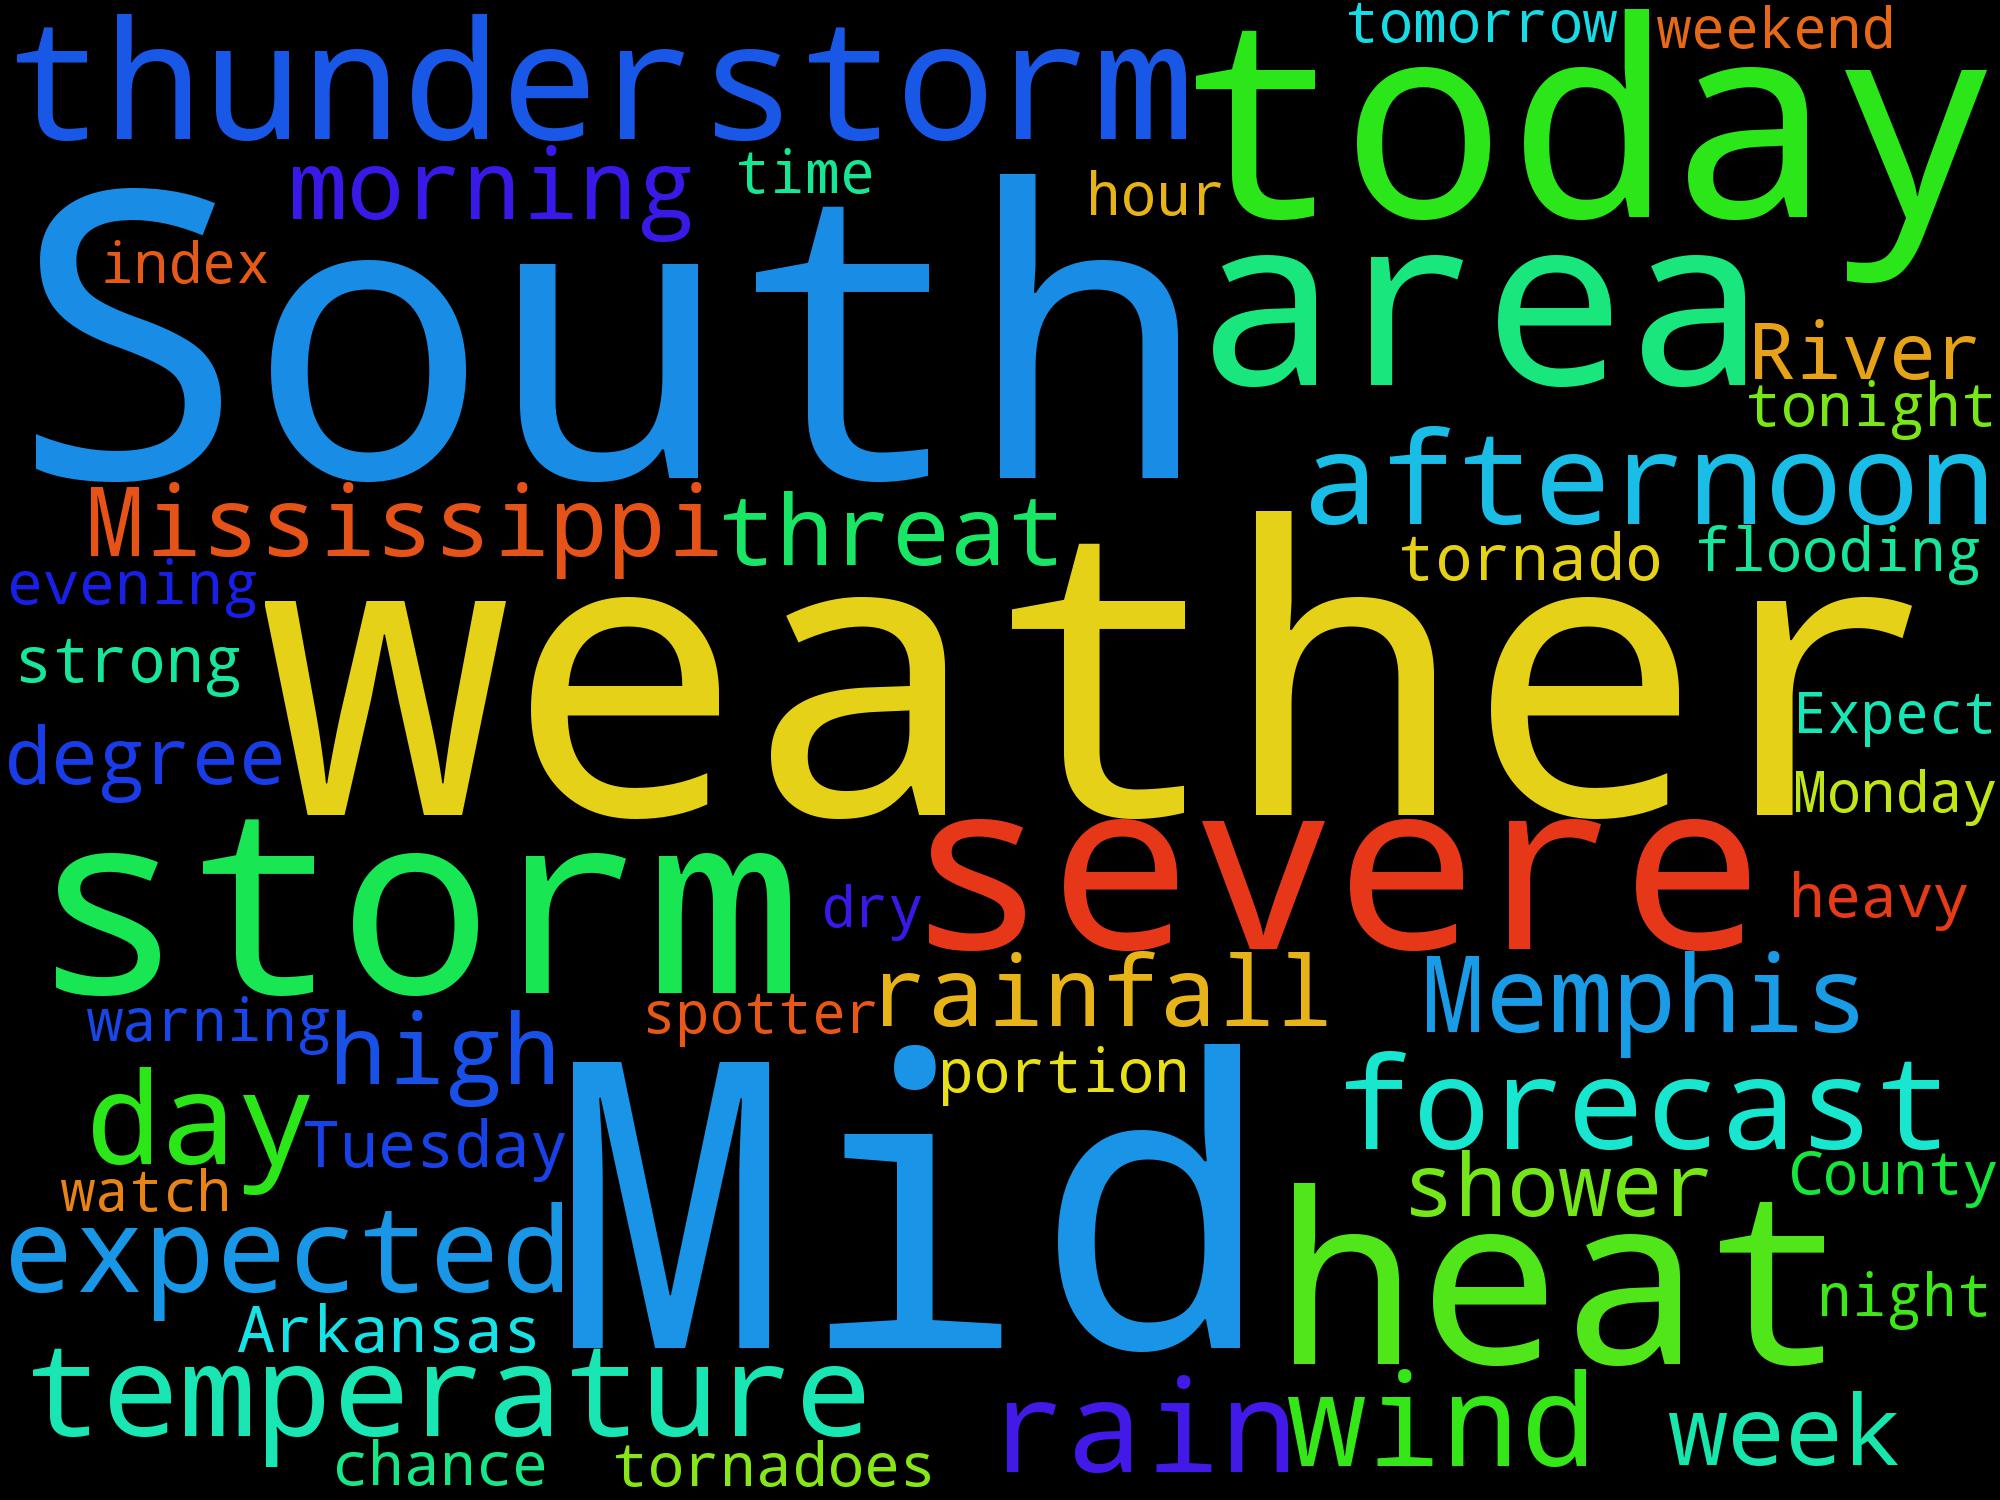 tomorrow weekend
thunderstorm today
morning time hour
South area
index
River
tonight
afternoon
Mississippi threat
tornado flooding
evening
weather
strong
Expect
degree
Monday
storm severe
dry heavy
rainfall Memphis
warning high spotter
portion
Mid forecast
day Tuesday
shower County
watch
expected heat
night
Arkansas
temperature
rain wind week
chance tornadoes